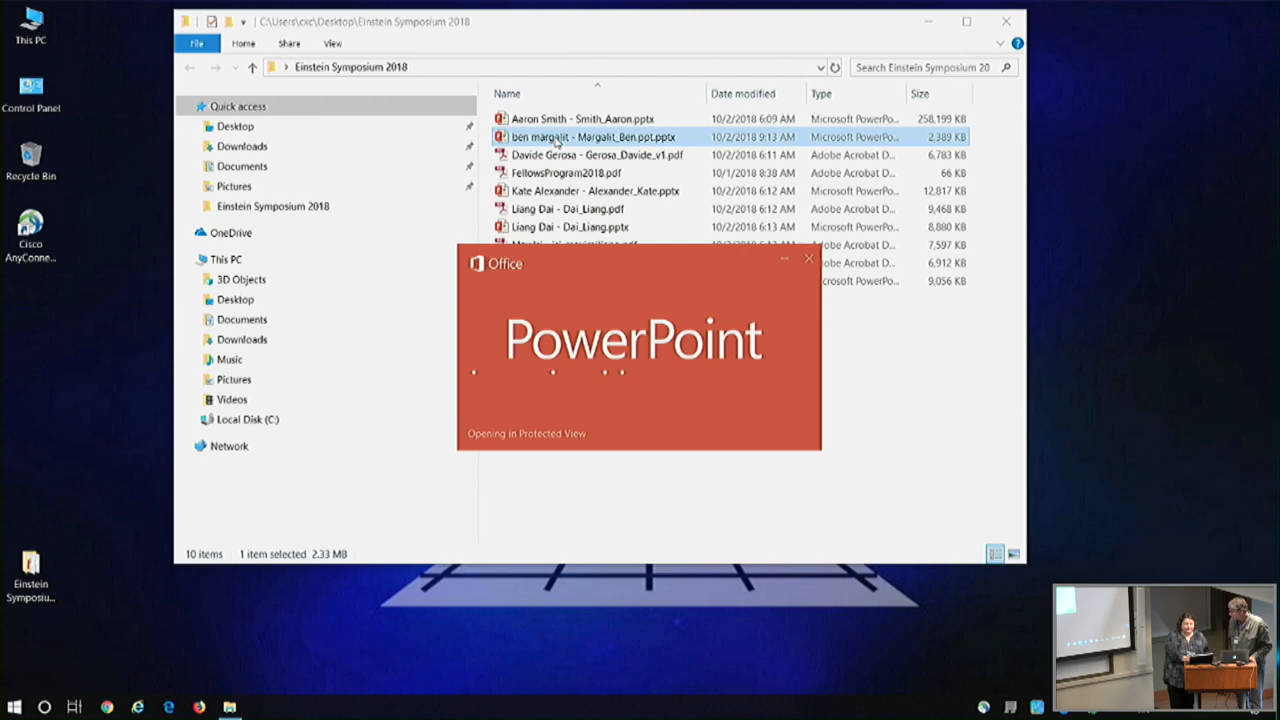 This PC
Control Panel
Recycle Bin
Cisco
AnyConne...
Einstein
Symposiu...
C:\Users\cxc\Desktop\Einstein Symposium 2018
File Home Share View
Einstein Symposium 2018
Search Einstein Symposium 20
Quick access
Desktop
Downloads
Documents
Pictures
Einstein Symposium 2018
OneDrive
This PC
3D Objects
Desktop
Documents
Downloads
Music
Pictures
Videos
Local Disk (C:)
Network
Name Date modified Type Size
Aaron Smith - Smith_Aaron.pptx 10/2/2018 6:09 AM Microsoft PowerPo... 258,199 KB
ben margalit - Margalit_Ben.ppt.pptx 10/2/2018 9:13 AM Microsoft PowerPo... 2,389 KB
Davide Gerosa - Gerosa_Davide_v1.pdf 10/2/2018 6:11 AM Adobe Acrobat D... 6,783 KB
FellowsProgram2018.pdf 10/1/2018 8:38 AM Adobe Acrobat D... 66 KB
Kate Alexander - Alexander_Kate.pptx 10/2/2018 6:12 AM Microsoft PowerPo... 12,817 KB
Liang Dai - Dai_Liang.pdf 10/2/2018 6:12 AM Adobe Acrobat D... 9,468 KB
Liang Dai - Dai_Liang.pptx 10/2/2018 6:13 AM Microsoft PowerPo... 8,880 KB
Adobe Acrobat D... 7,597 KB
Adobe Acrobat D... 6,912 KB
icrosoft PowerPo... 9,056 KB
Office
PowerPoint
Opening in Protected View
10 items 1 item selected 2.33 MB